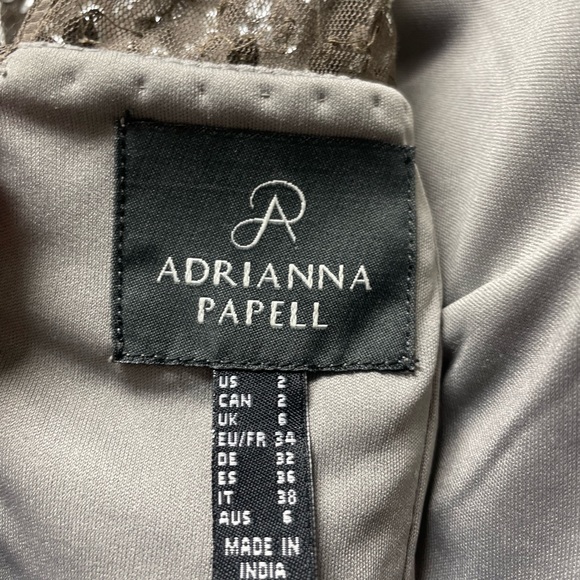 ADRIANNA
PAPELL
US 2
CAN 2
UK 6
EU/FR 34
DE 32
ES 36
IT 38
AUS 6
MADE IN
INDIA